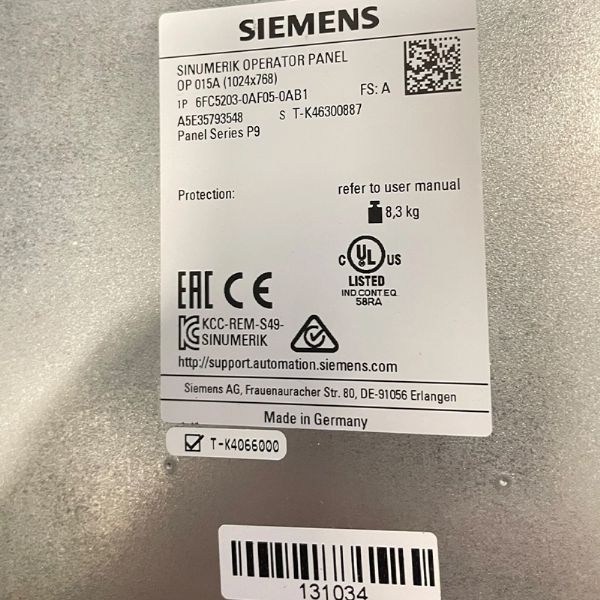 SIEMENS
SINUMERIK OPERATOR PANEL
OP 015A (1024x768)
1P 6FC5203-0AF05-0AB1 FS: A
A5E35793548 S T-K46300887
Panel Series P9
Protection: refer to user manual
8,3 kg
C UL US
LISTED
IND CONT EQ
58RA
EAC CE
KCC-REM-S49-
SINUMERIK
http://support.automation.siemens.com
Siemens AG, Frauenauracher Str. 80, DE-91056 Erlangen
Made in Germany
T-K4066000
131034